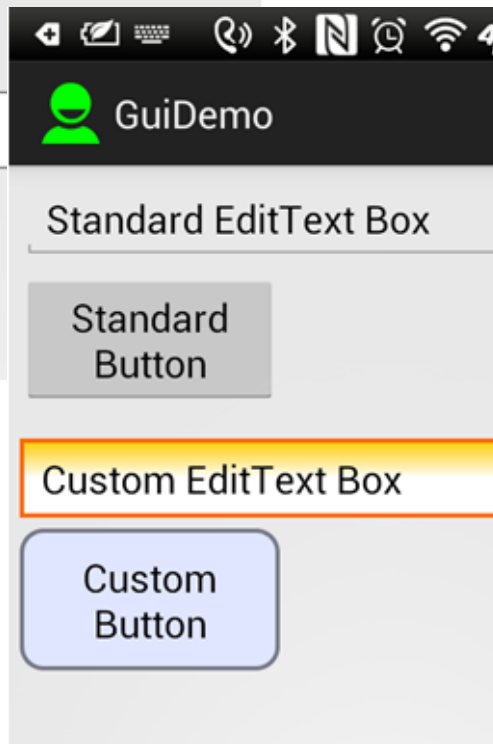 GuiDemo
Standard EditText Box
Standard
Button
Custom EditText Box
Custom
Button